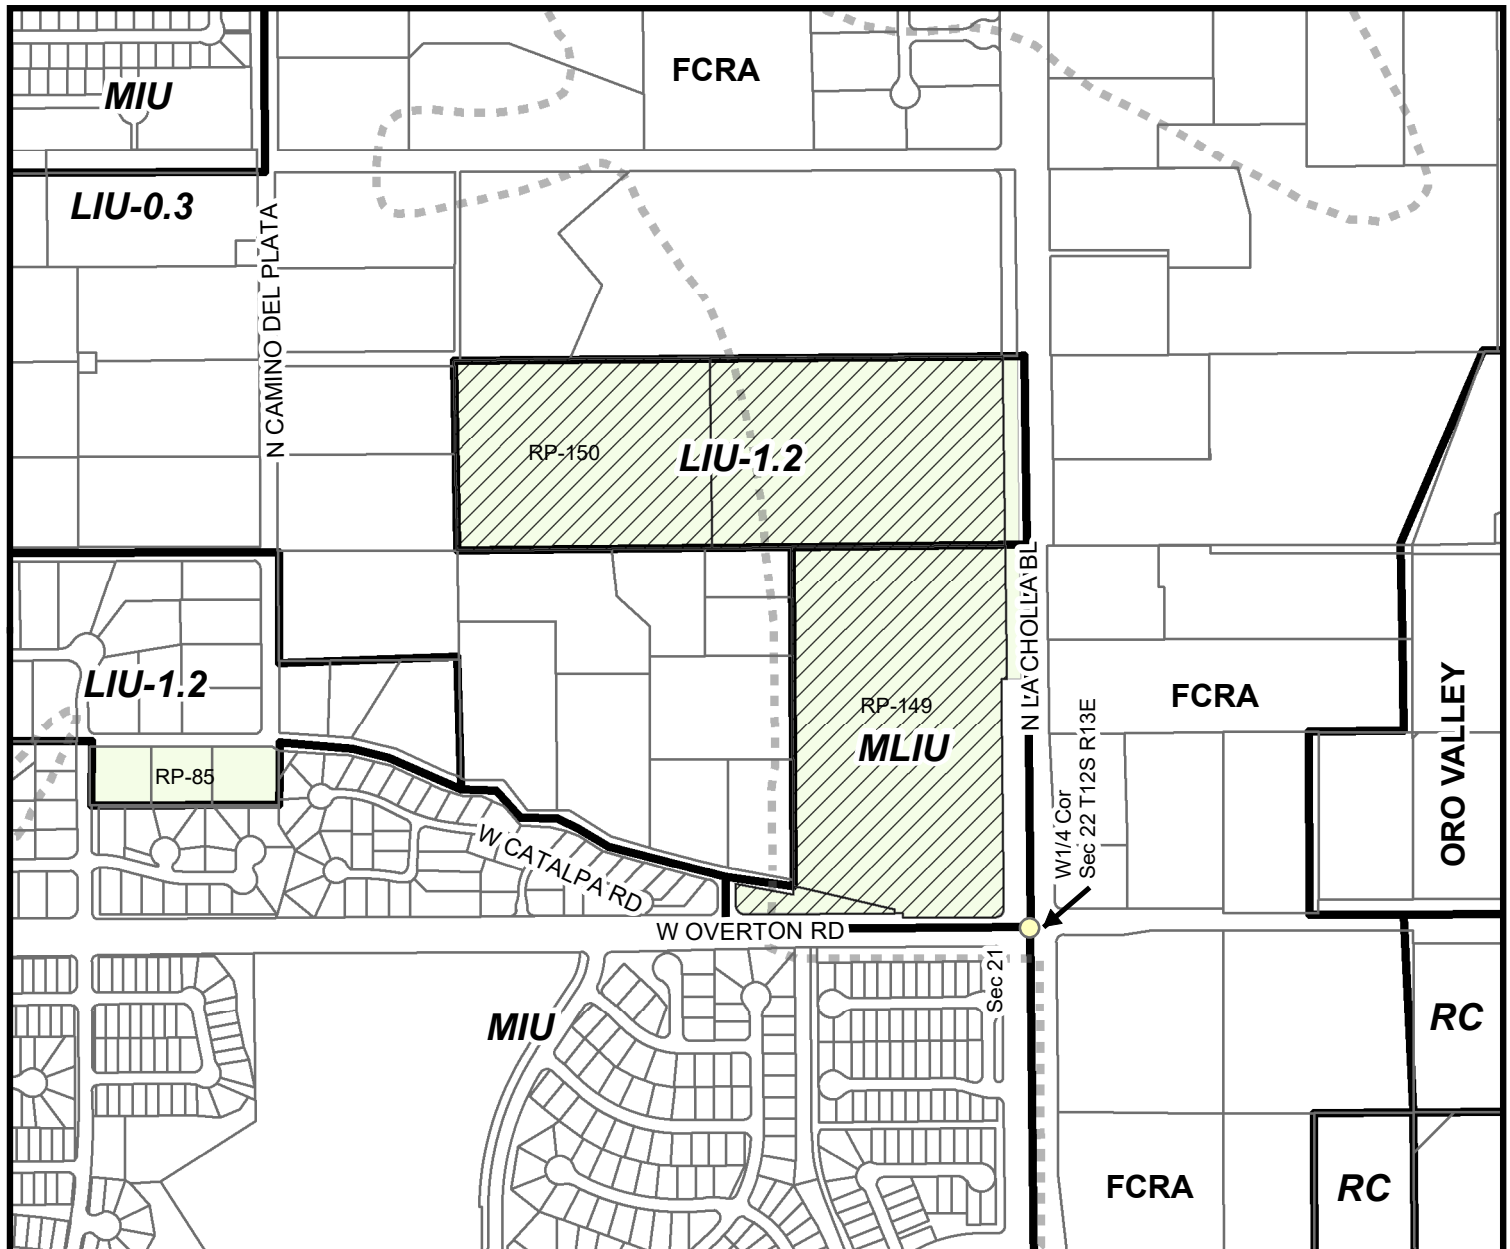 FCRA
MIU
LIU-0.3
N CAMINO DEL PLATA
RP-150
LIU-1.2
N LA CHOLLA BL
LIU-1.2
RP-149
MLIU
FCRA
ORO VALLEY
RP-85
W1/4 Cor
Sec 22 T12S R13E
W CATALPA RD
W OVERTON RD
Sec 21
MIU
RC
FCRA
RC